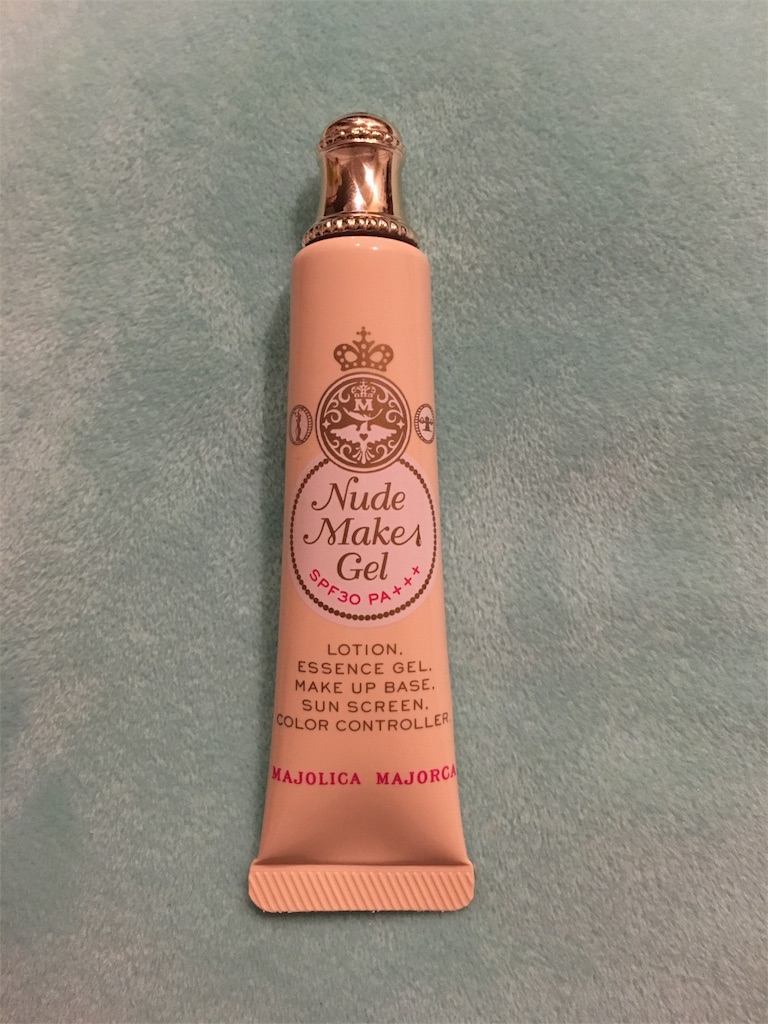 M
Nude
Make
Gel
SPF30 PA+++
LOTION.
ESSENCE GEL.
MAKE UP BASE.
SUN SCREEN.
COLOR CONTROLLER.
MAJOLICA MAJORCA